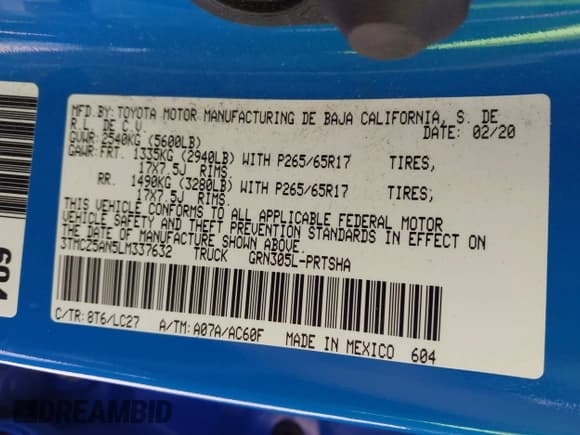 MFD.BY: TOYOTA MOTOR MANUFACTURING DE BAJA CALIFORNIA, S. DE
R.L. DE C.V. DATE: 02/20
GVWR 2540KG (5600LB)
GAWR:FRT. 1335KG (2940LB) WITH P265/65R17 TIRES,
17X7.5J RIMS.
RR. 1490KG (3280LB) WITH P265/65R17 TIRES,
17X7.5J RIMS.
THIS VEHICLE CONFORMS TO ALL APPLICABLE FEDERAL MOTOR
VEHICLE SAFETY AND THEFT PREVENTION STANDARDS IN EFFECT ON
THE DATE OF MANUFACTURE SHOWN ABOVE.
3TMCZ5AN5LM337632 TRUCK GRN305L-PRTSHA
C/TR: 8T6/LC27 A/TM: A07A/AC60F MADE IN MEXICO 604
604
DREAMBID